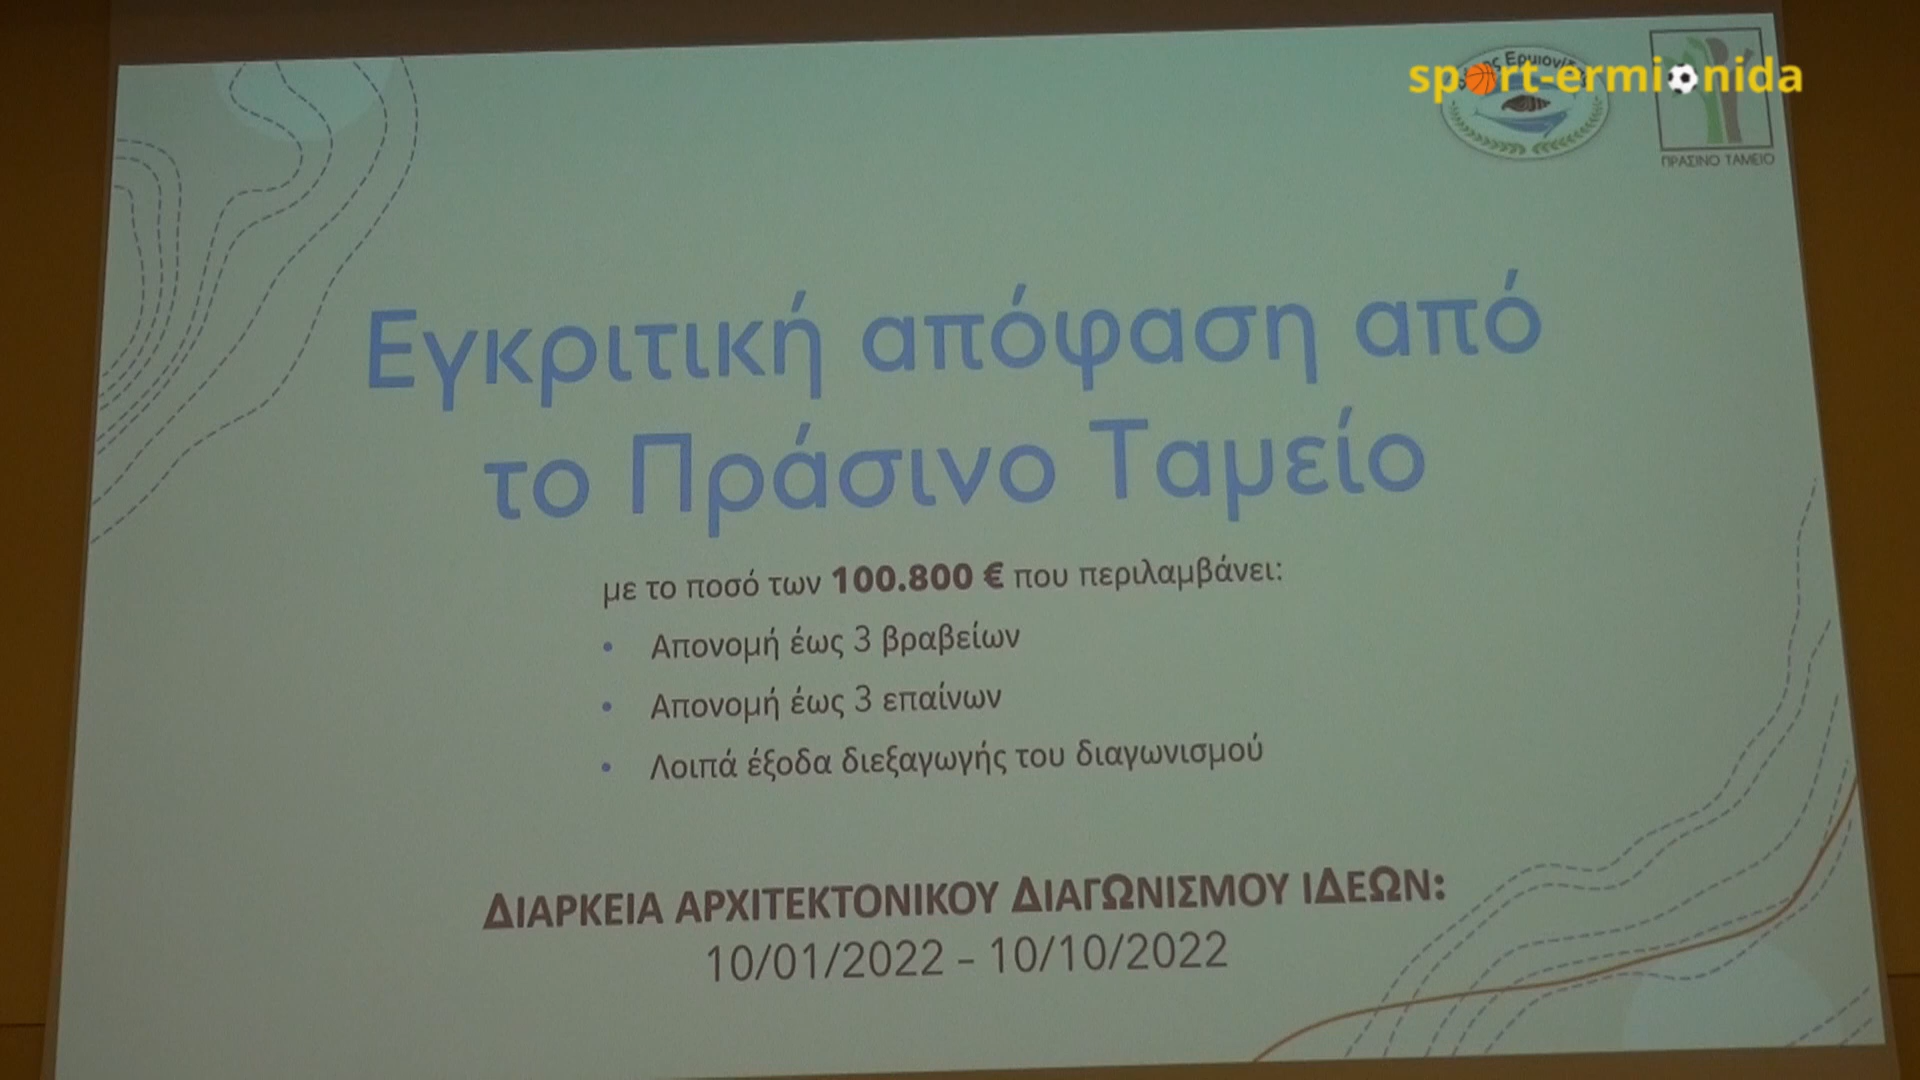 sport-ermionida
ΠΡΑΣΙΝΟ ΤΑΜΕΙΟ
Εγκριτική απόφαση από
το Πράσινο Ταμείο
με το ποσό των 100.800 € που περιλαμβάνει:
• Απονομή έως 3 βραβείων
• Απονομή έως 3 επαίνων
• Λοιπά έξοδα διεξαγωγής του διαγωνισμού
ΔΙΑΡΚΕΙΑ ΑΡΧΙΤΕΚΤΟΝΙΚΟΥ ΔΙΑΓΩΝΙΣΜΟΥ ΙΔΕΩΝ:
10/01/2022 – 10/10/2022